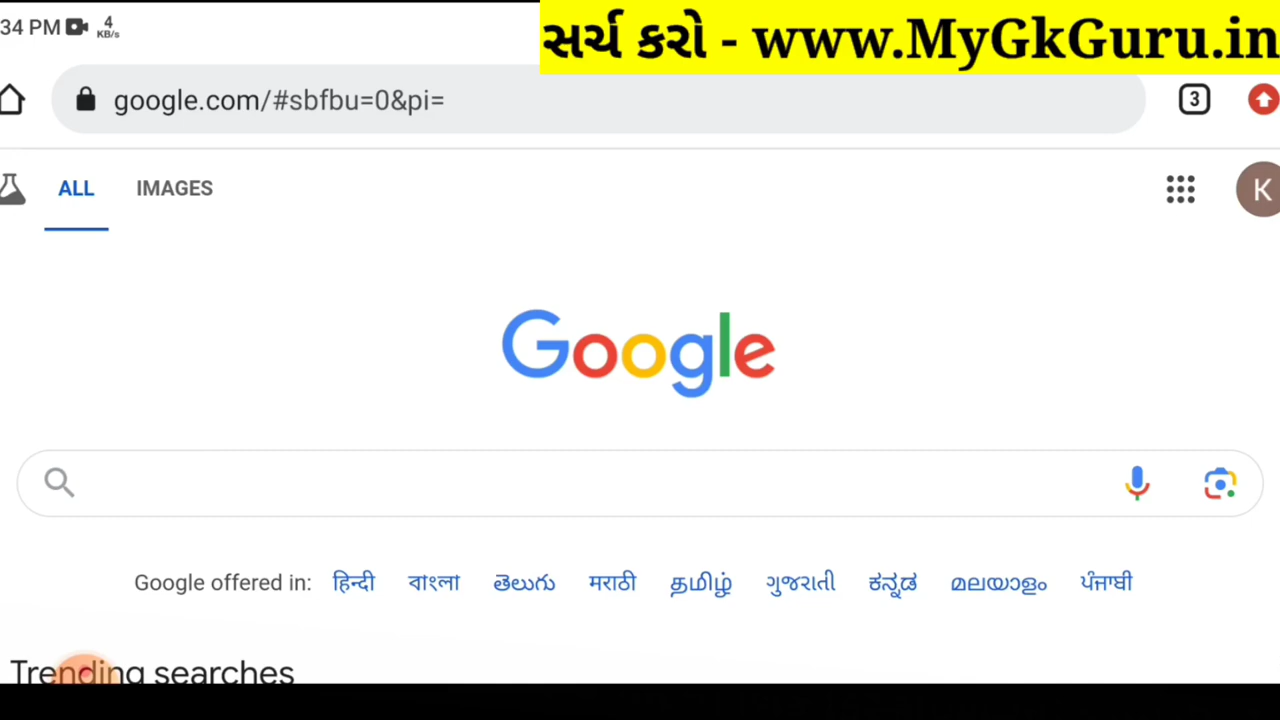 34 PM 4 KB/s
સર્ચ કરો - www.MyGkGuru.in
google.com/#sbfbu=0&pi=
3
ALL IMAGES
K
Google
Google offered in: हिन्दी বাংলা తెలుగు मराठी தமிழ் ગુજરાતી ಕನ್ನಡ മലയാളം ਪੰਜਾਬੀ
Trending searches